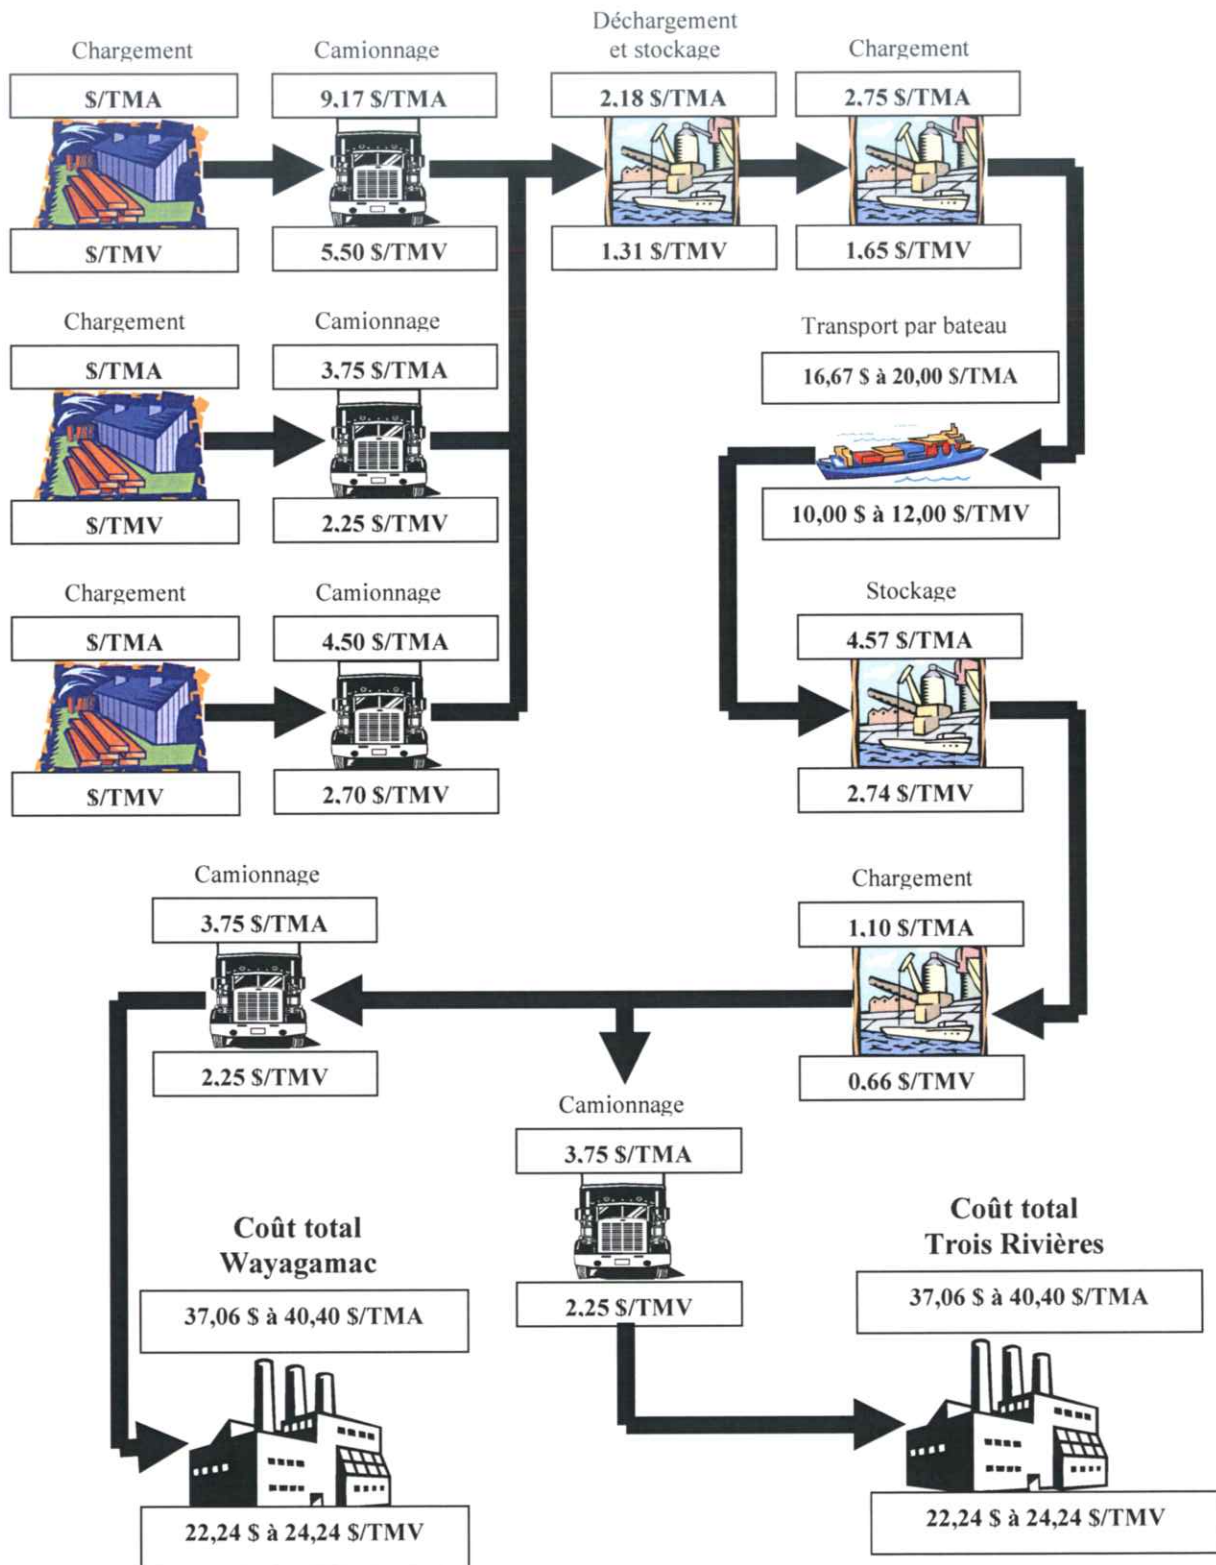 Chargement
$/TMA
$/TMV
Camionnage
9,17 $/TMA
5,50 $/TMV
Déchargement
et stockage
2,18 $/TMA
1,31 $/TMV
Chargement
2,75 $/TMA
1,65 $/TMV
Chargement
$/TMA
$/TMV
Camionnage
3,75 $/TMA
2,25 $/TMV
Transport par bateau
16,67 $ à 20,00 $/TMA
10,00 $ à 12,00 $/TMV
Chargement
$/TMA
$/TMV
Camionnage
4,50 $/TMA
2,70 $/TMV
Stockage
4,57 $/TMA
2,74 $/TMV
Camionnage
3,75 $/TMA
2,25 $/TMV
Chargement
1,10 $/TMA
0,66 $/TMV
Camionnage
3,75 $/TMA
2,25 $/TMV
Coût total
Wayagamac
37,06 $ à 40,40 $/TMA
22,24 $ à 24,24 $/TMV
Coût total
Trois Rivières
37,06 $ à 40,40 $/TMA
22,24 $ à 24,24 $/TMV